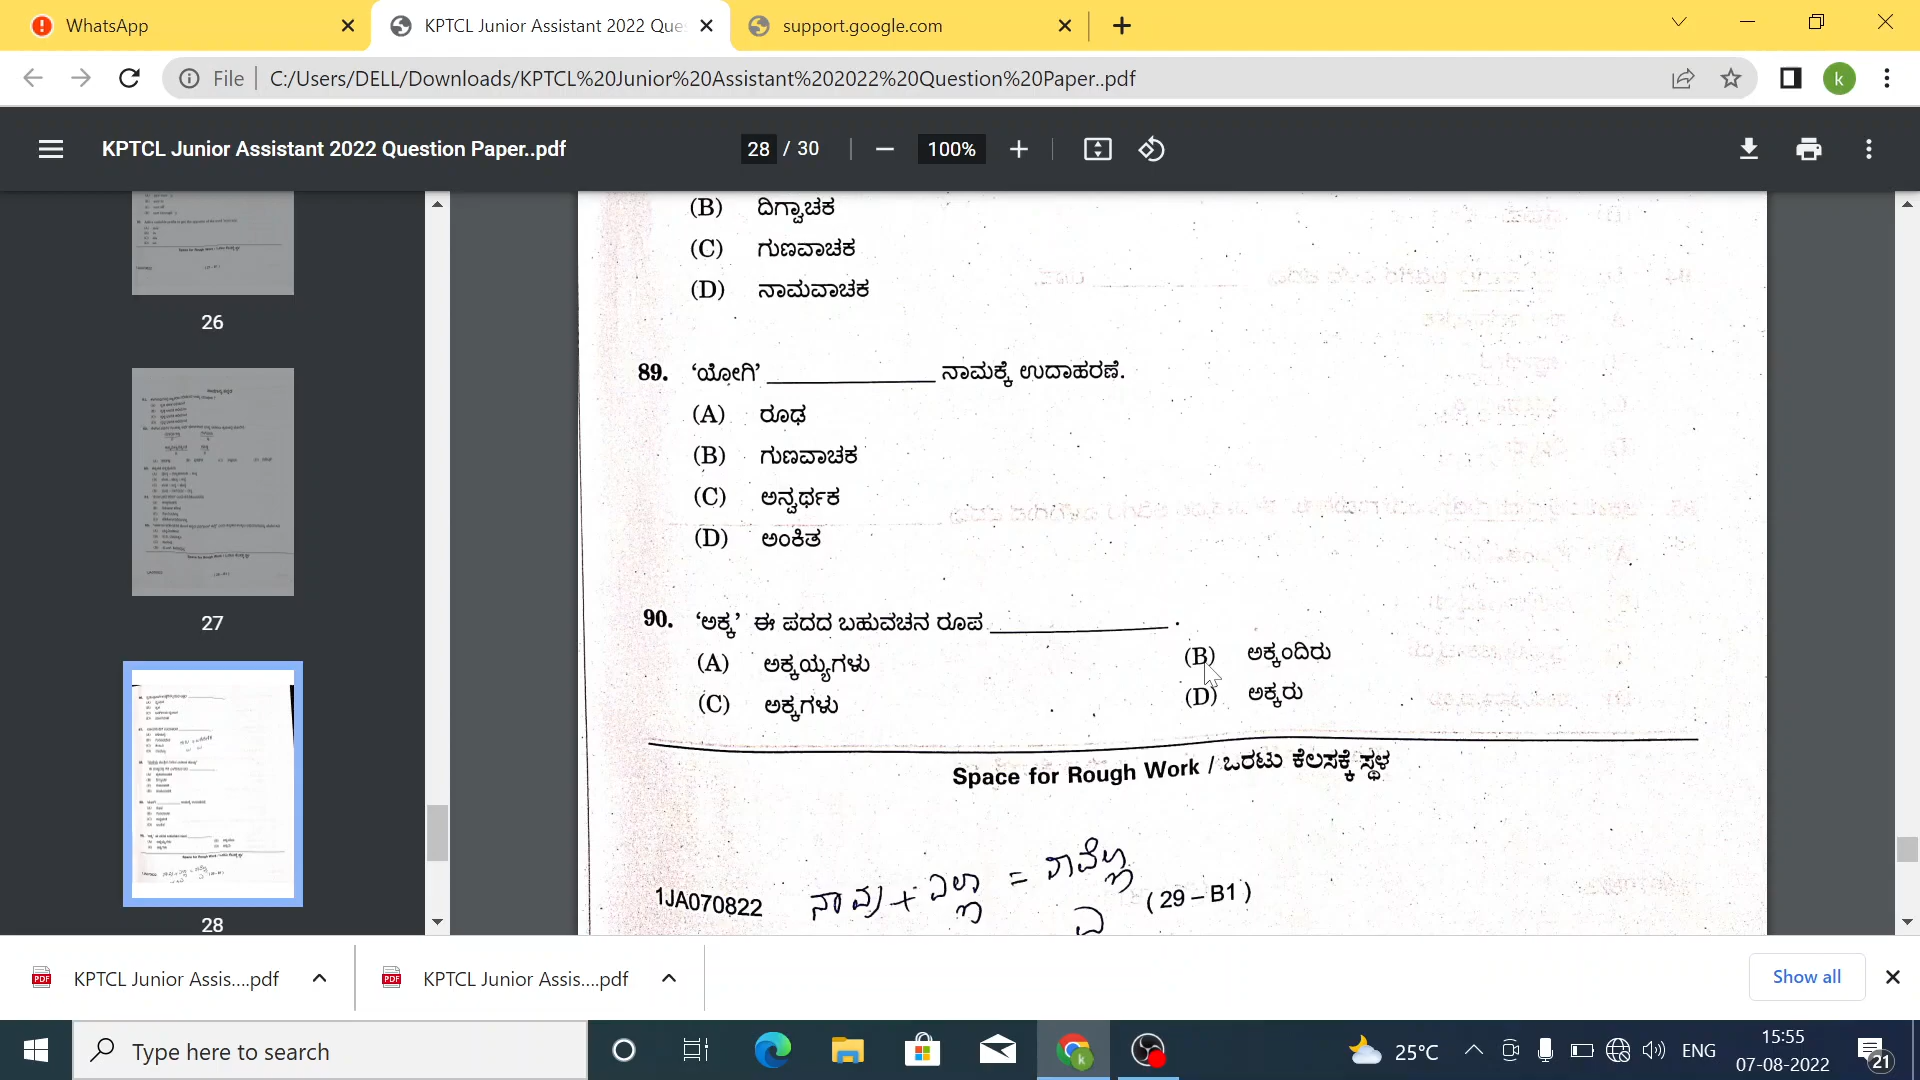 WhatsApp
KPTCL Junior Assistant 2022 Que
support.google.com
File
C:/Users/DELL/Downloads/KPTCL%20Junior%20Assistant%202022%20Question%20Paper..pdf
k
KPTCL Junior Assistant 2022 Question Paper..pdf
28 / 30
100%
26
27
28
(B) ದಿಗ್ವಾಚಕ
(C) ಗುಣವಾಚಕ
(D) ನಾಮವಾಚಕ
89. ‘ಯೋಗಿ’ ____________ ನಾಮಕ್ಕೆ ಉದಾಹರಣೆ.
(A) ರೂಢ
(B) ಗುಣವಾಚಕ
(C) ಅನ್ವರ್ಥಕ
(D) ಅಂಕಿತ
90. ‘ಅಕ್ಕ’ ಈ ಪದದ ಬಹುವಚನ ರೂಪ ____________ .
(A) ಅಕ್ಕಯ್ಯಗಳು (B) ಅಕ್ಕಂದಿರು
(C) ಅಕ್ಕಗಳು (D) ಅಕ್ಕರು
Space for Rough Work / ಒರಟು ಕೆಲಸಕ್ಕೆ ಸ್ಥಳ
ನಾವು + ಎಲ್ಲ = ನಾವೆಲ್ಲ
1JA070822 (29 – B1)
KPTCL Junior Assis....pdf
KPTCL Junior Assis....pdf
Show all
Type here to search
k
25°C
ENG
15:55
07-08-2022
21